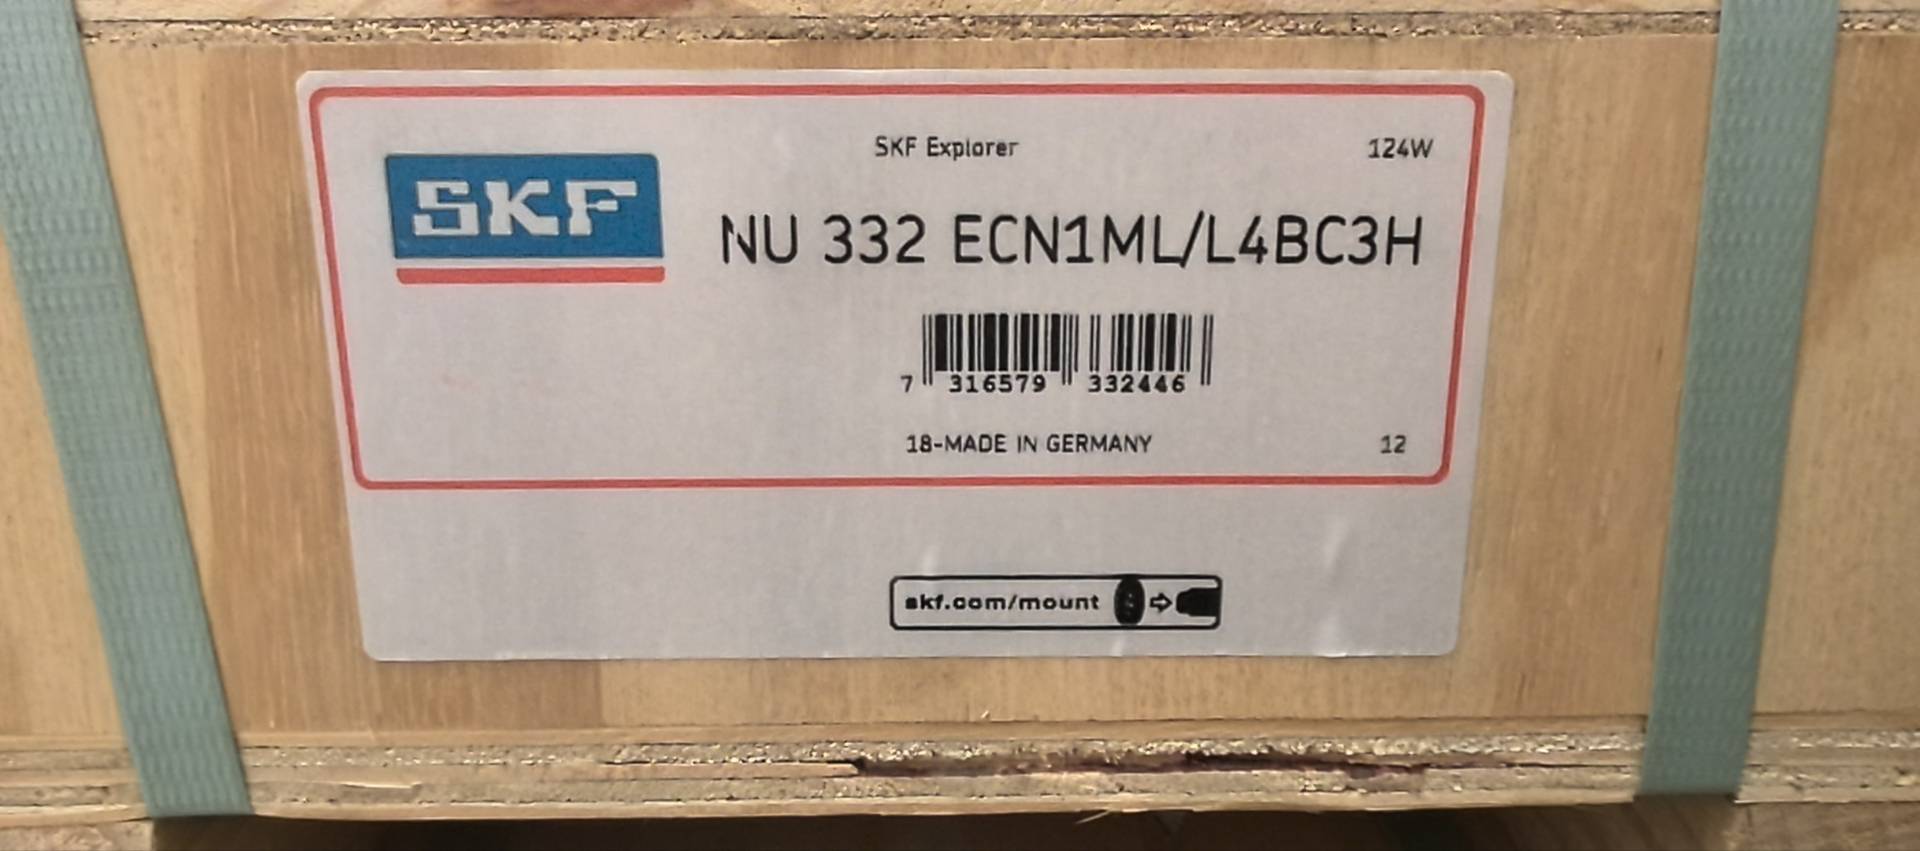 SKF
SKF Explorer
124W
NU 332 ECN1ML/L4BC3H
7 316579 332446
18-MADE IN GERMANY
12
skf.com/mount